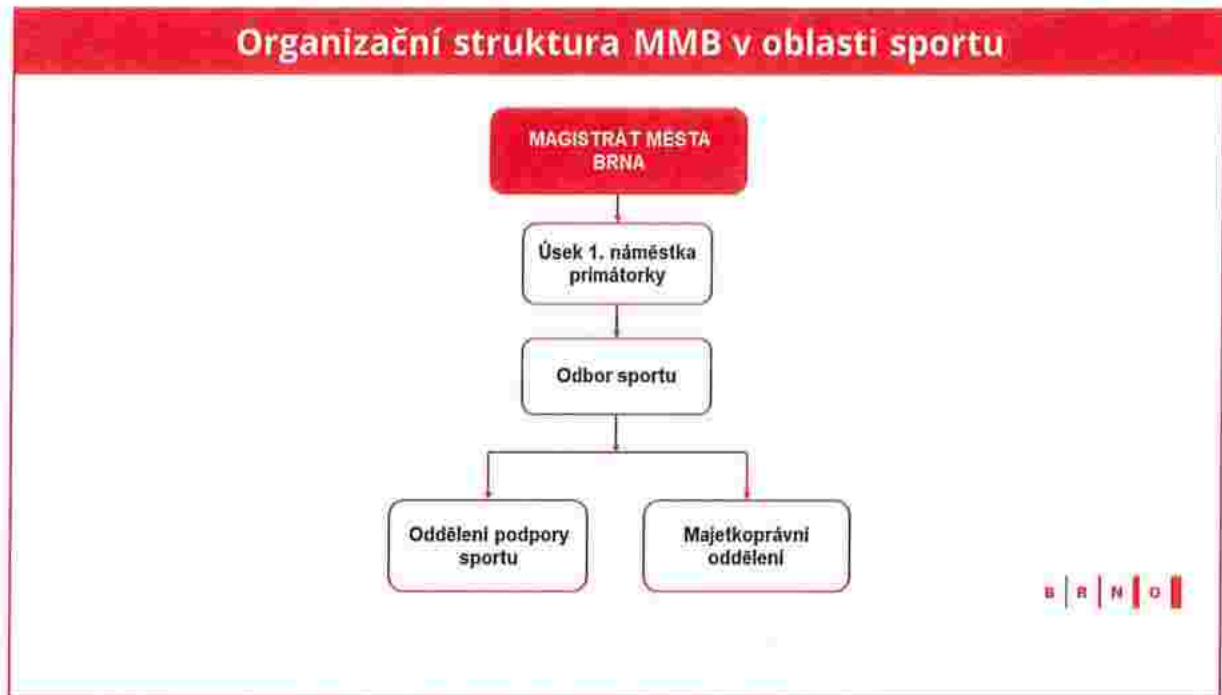 Organizační struktura MMB v oblasti sportu
MAGISTRÁT MĚSTA
BRNA
Úsek 1. náměstka
primátorky
Odbor sportu
Oddělení podpory
sportu
Majetkoprávní
oddělení
B R N O